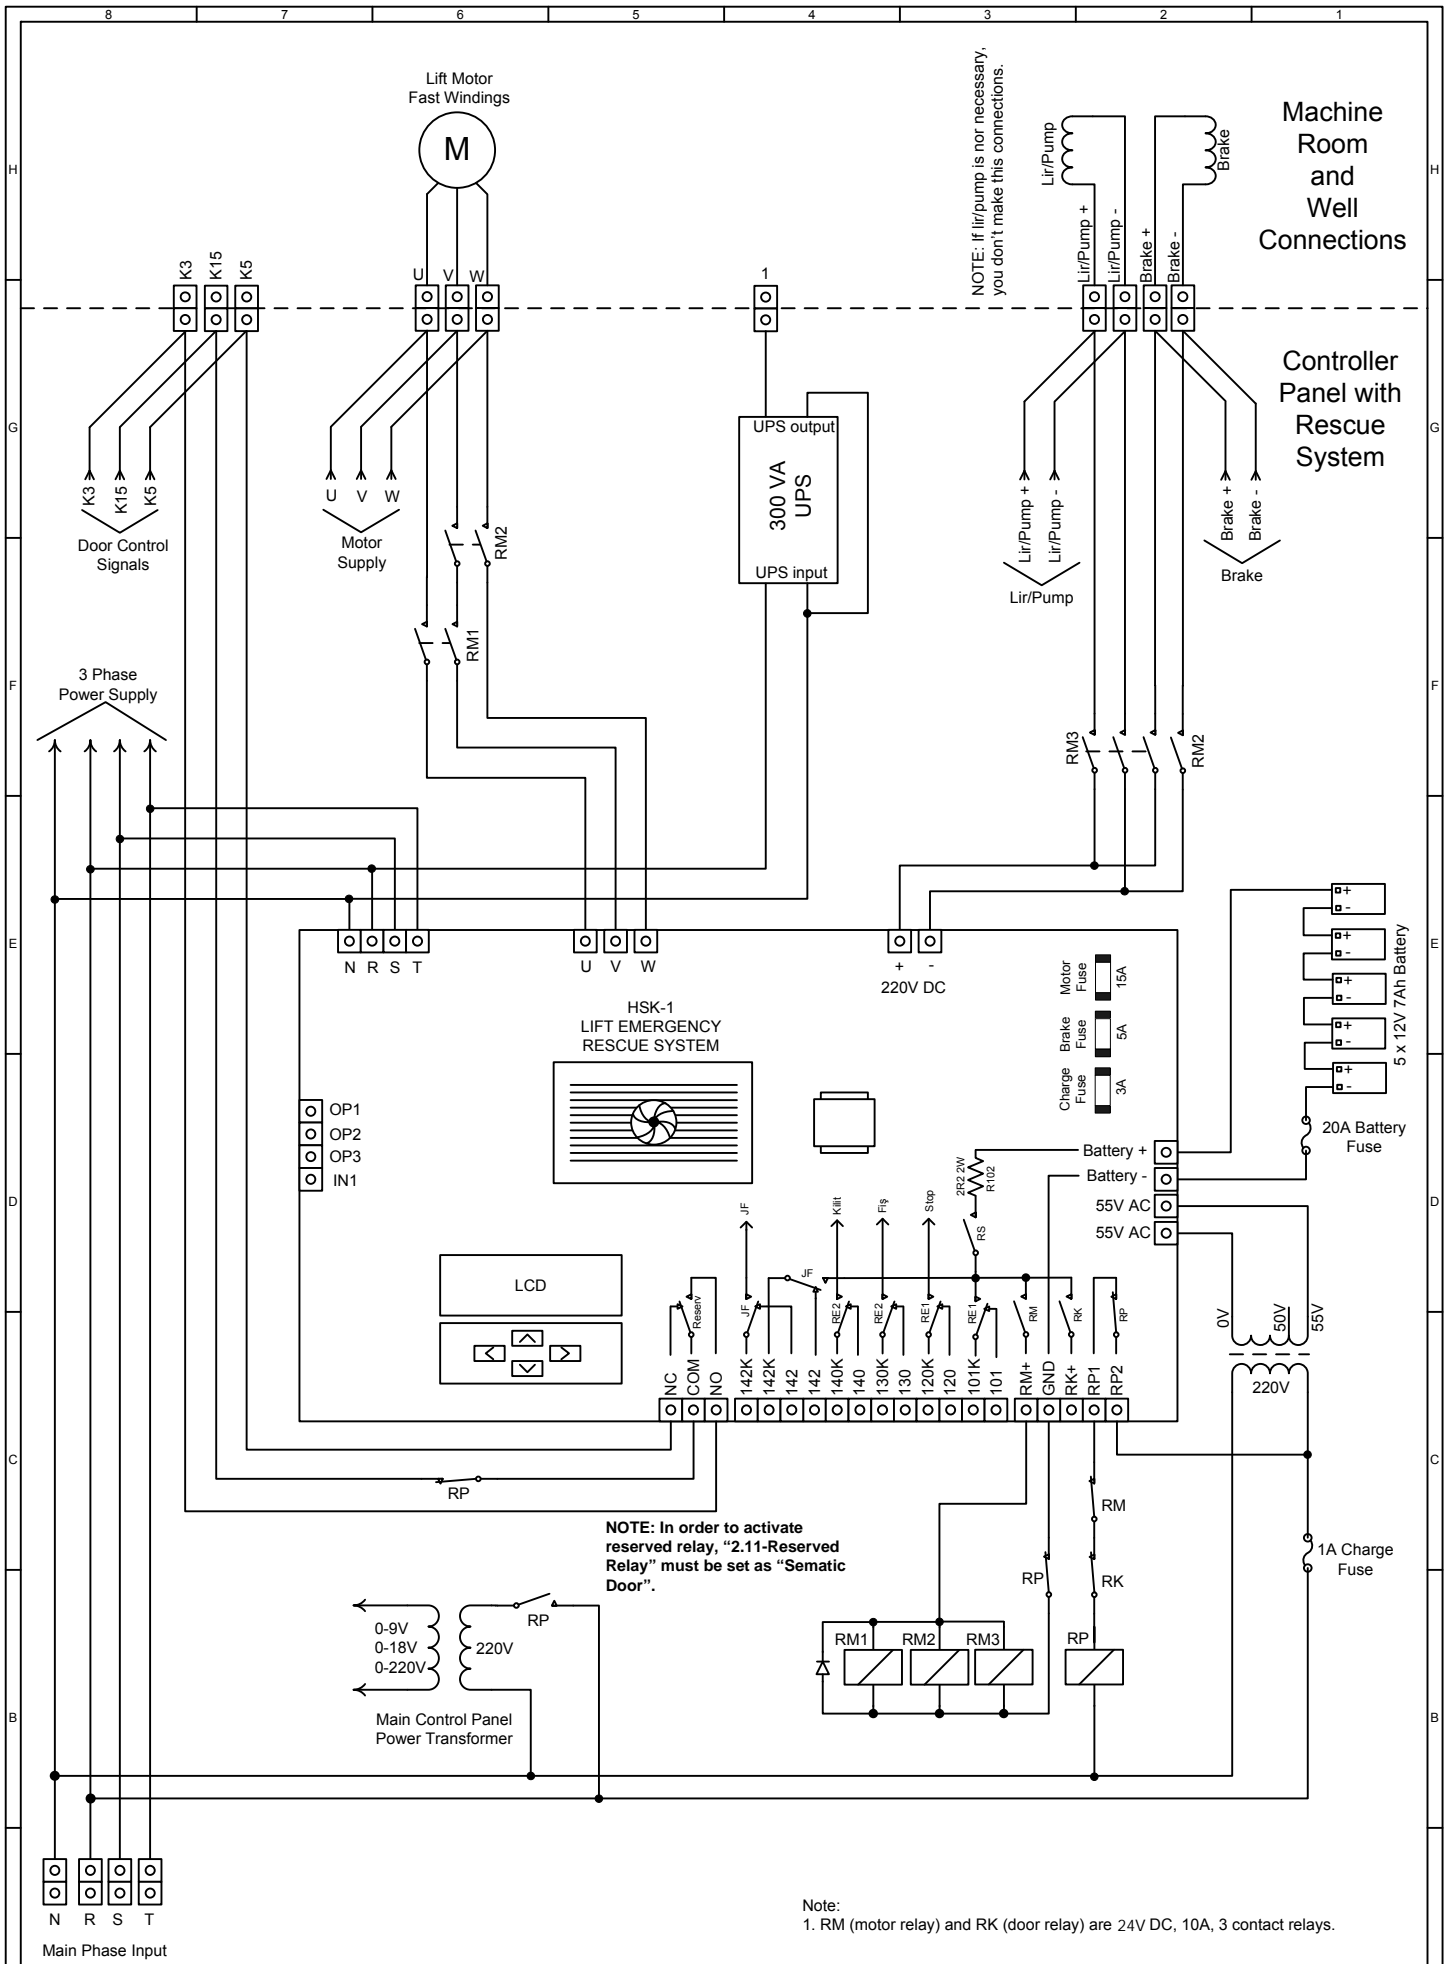 8 7 6 5 4 3 2 1
H
G
F
E
D
C
B
H
G
F
E
D
C
B
Lift Motor
Fast Windings
M
NOTE: If lir/pump is nor necessary,
you don't make this connections.
Lir/Pump
Brake
Machine
Room
and
Well
Connections
Lir/Pump +
Lir/Pump -
Brake +
Brake -
K3
K15
K5
U
V
W
1
Controller
Panel with
Rescue
System
UPS output
300 VA
UPS
UPS input
K3
K15
K5
Door Control
Signals
U V W
Motor
Supply
RM2
RM1
Lir/Pump +
Lir/Pump -
Lir/Pump
Brake +
Brake -
Brake
3 Phase
Power Supply
RM3
RM2
N R S T
U V W
+ -
220V DC
HSK-1
LIFT EMERGENCY
RESCUE SYSTEM
Motor
Fuse
15A
Brake
Fuse
5A
Charge
Fuse
3A
+
-
+
-
+
-
+
-
+
-
5 x 12V 7Ah Battery
20A Battery
Fuse
OP1
OP2
OP3
IN1
Battery +
Battery -
55V AC
55V AC
2R2 2W
R102
RS
JF
Kilit
Fiş
Stop
JF
LCD
Reserv
JF
RE2
RE2
RE1
RE1
RM
RK
RP
NC
COM
NO
142K
142K
142
142
140K
140
130K
130
120K
120
101K
101
RM+
GND
RK+
RP1
RP2
0V
50V
55V
220V
RP
NOTE: In order to activate
reserved relay, “2.11-Reserved
Relay” must be set as “Sematic
Door”.
RM
RP
RK
1A Charge
Fuse
RP
0-9V
0-18V
0-220V
220V
Main Control Panel
Power Transformer
RM1 RM2 RM3
RP
N R S T
Main Phase Input
Note:
1. RM (motor relay) and RK (door relay) are 24V DC, 10A, 3 contact relays.